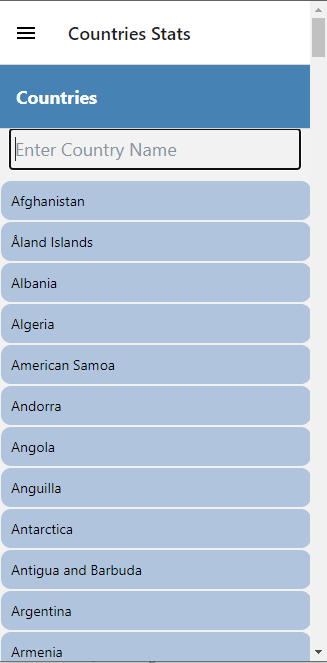 Countries Stats
Countries
Enter Country Name
Afghanistan
Åland Islands
Albania
Algeria
American Samoa
Andorra
Angola
Anguilla
Antarctica
Antigua and Barbuda
Argentina
Armenia